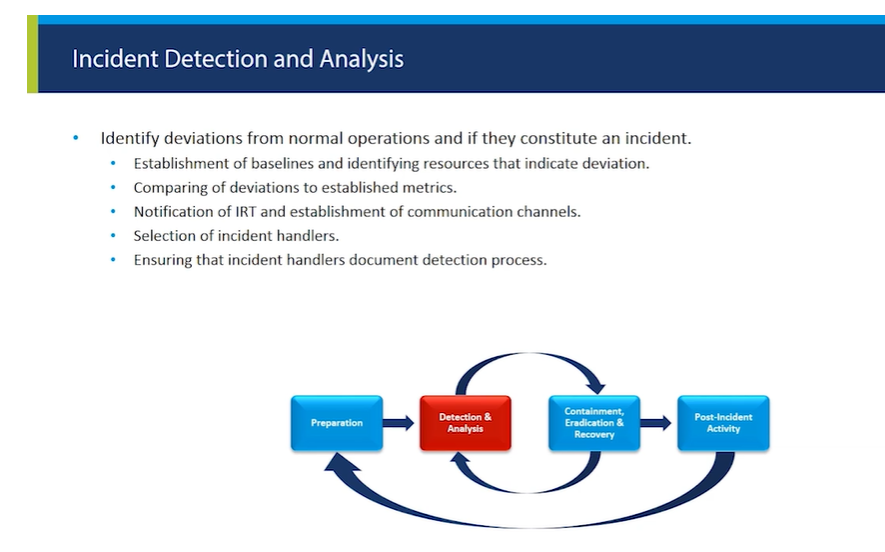 Incident Detection and Analysis
• Identify deviations from normal operations and if they constitute an incident.
• Establishment of baselines and identifying resources that indicate deviation.
• Comparing of deviations to established metrics.
• Notification of IRT and establishment of communication channels.
• Selection of incident handlers.
• Ensuring that incident handlers document detection process.
Preparation
Detection &
Analysis
Containment,
Eradication &
Recovery
Post-Incident
Activity